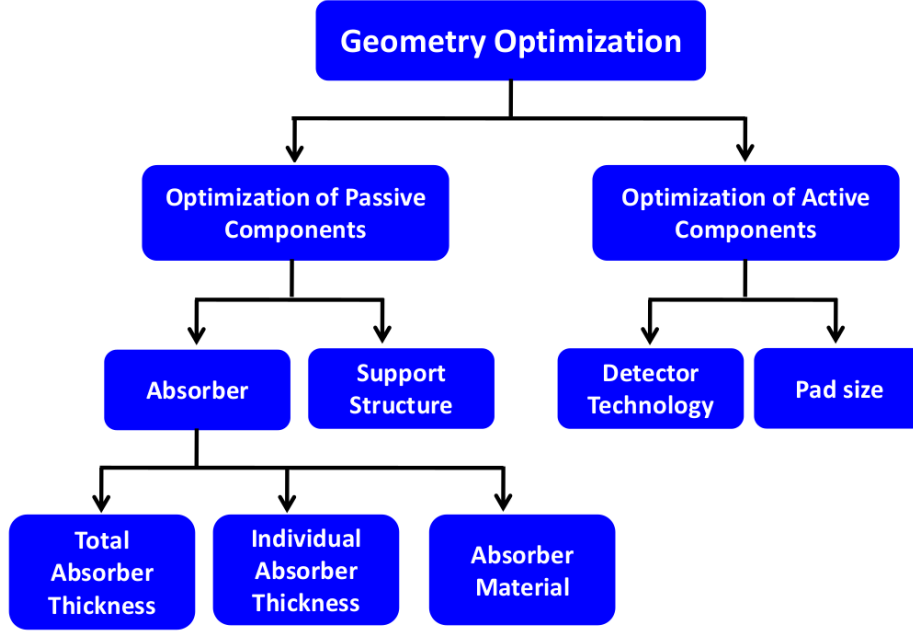 Geometry Optimization
Optimization of Passive
Components
Optimization of Active
Components
Absorber
Support
Structure
Detector
Technology
Pad size
Total
Absorber
Thickness
Individual
Absorber
Thickness
Absorber
Material